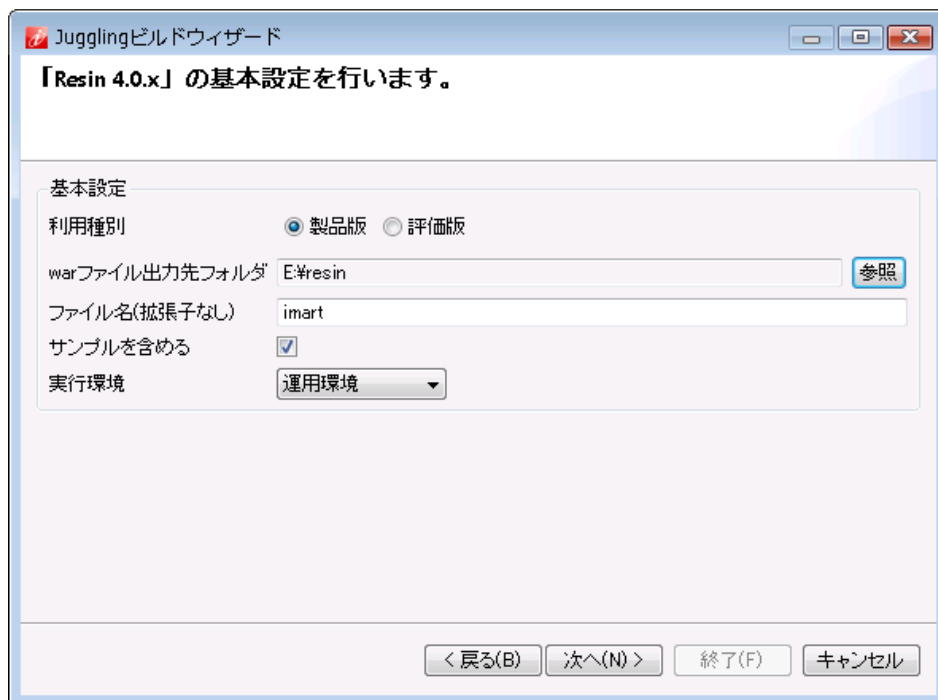 Jugglingビルドウィザード
「Resin 4.0.x」の基本設定を行います。
基本設定
利用種別 製品版 評価版
warファイル出力先フォルダ E:¥resin 参照
ファイル名(拡張子なし) imart
サンプルを含める
実行環境 運用環境
< 戻る(B) 次へ(N) > 終了(F) キャンセル